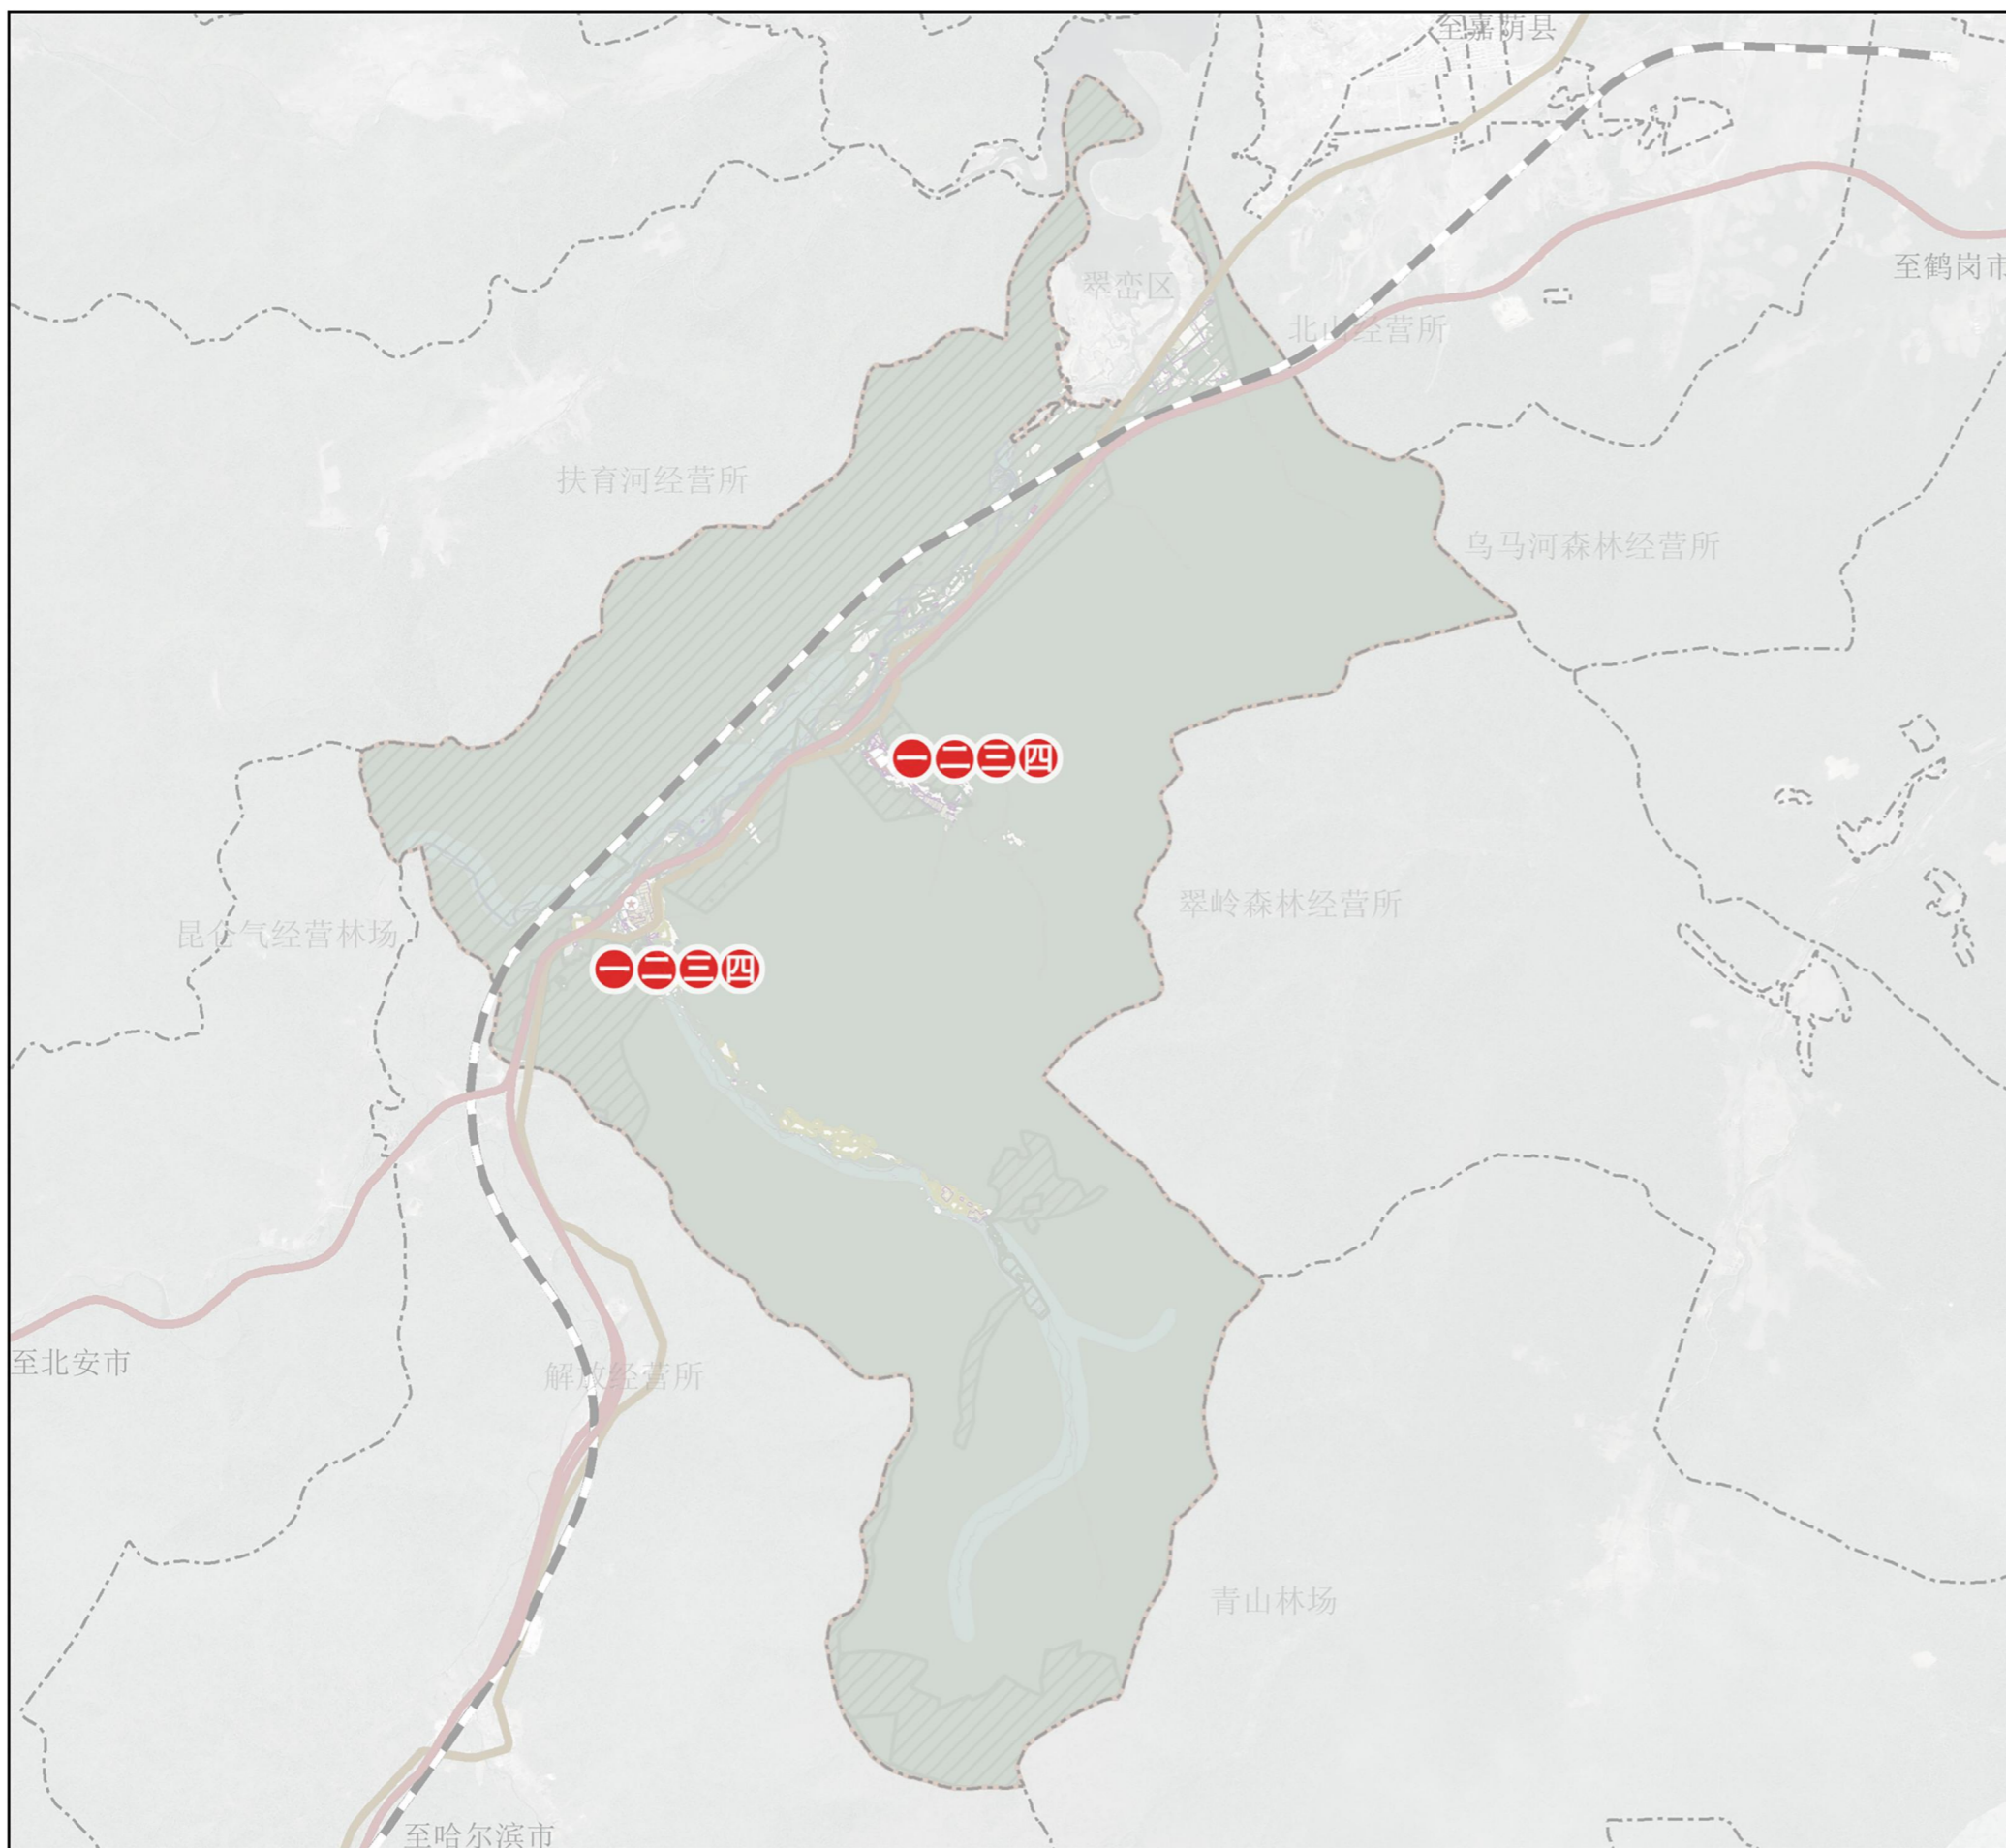 至嘉荫县
至鹤岗市
翠峦区
北山经营所
扶育河经营所
乌马河森林经营所
一二三四
翠岭森林经营所
昆仑气经营林场
一二三四
至北安市
解放经营所
青山林场
至哈尔滨市